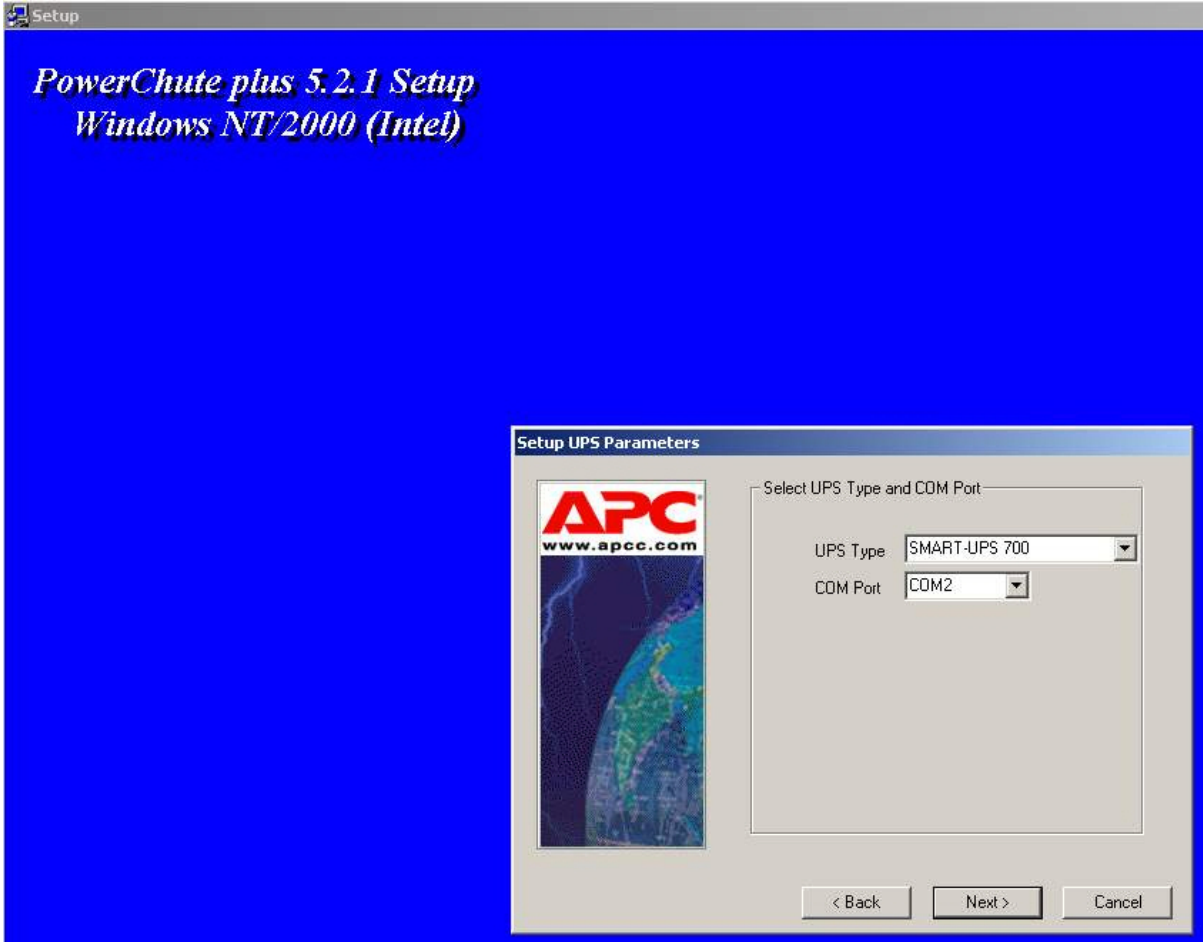 Setup
PowerChute plus 5.2.1 Setup
Windows NT/2000 (Intel)
Setup UPS Parameters
APC
www.apcc.com
Select UPS Type and COM Port
UPS Type SMART-UPS 700
COM Port COM2
< Back Next > Cancel